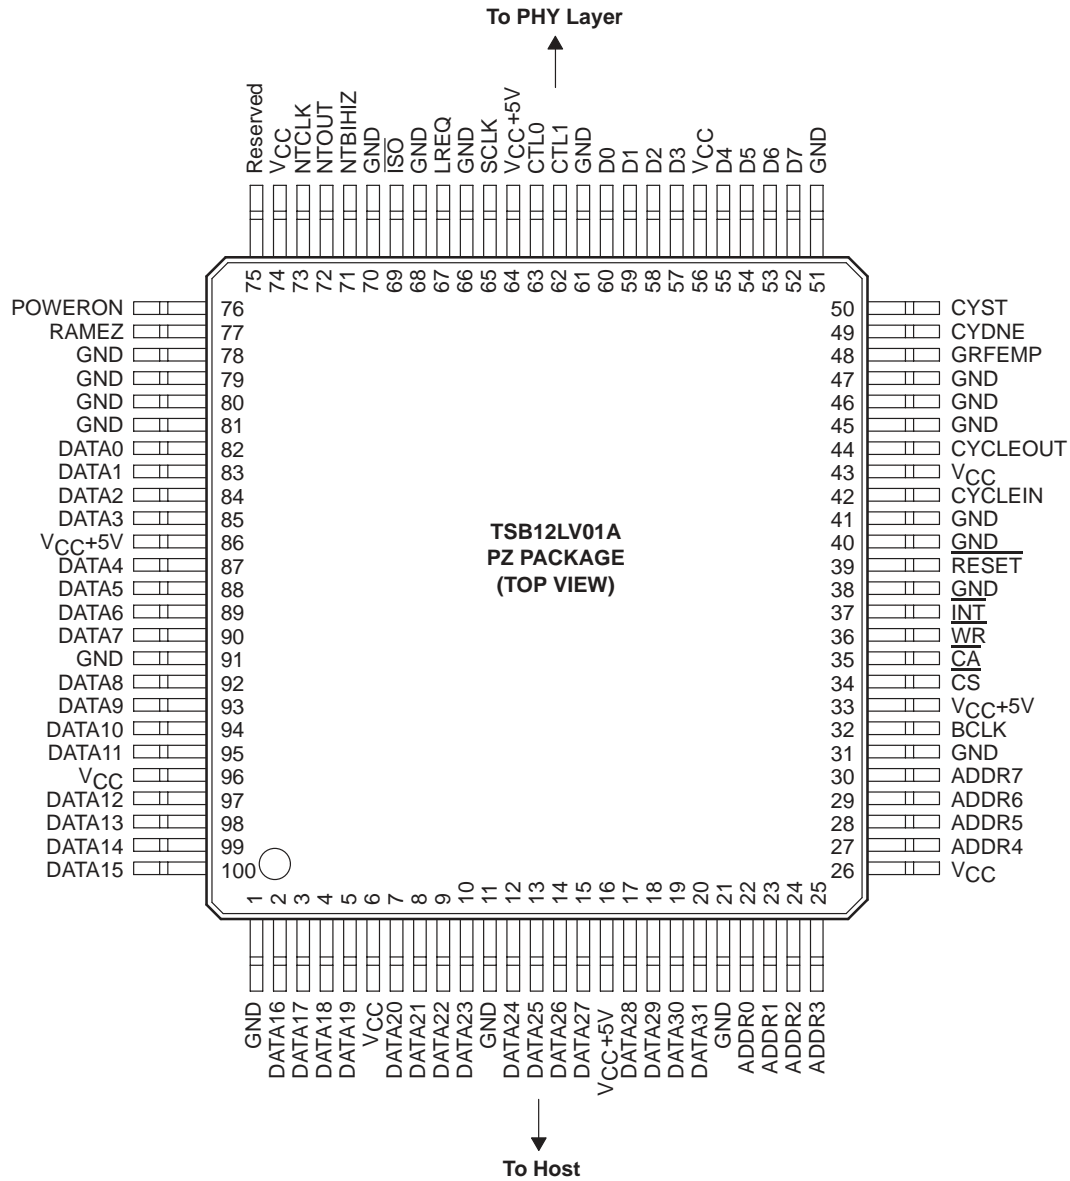 To PHY Layer
Reserved
VCC
NTCLK
NTOUT
NTBIHIZ
GND
ISO
GND
LREQ
GND
SCLK
VCC+5V
CTL0
CTL1
GND
D0
D1
D2
D3
VCC
D4
D5
D6
D7
GND
75 74 73 72 71 70 69 68 67 66 65 64 63 62 61 60 59 58 57 56 55 54 53 52 51
POWERON 76 50 CYST
RAMEZ 77 49 CYDNE
GND 78 48 GRFEMP
GND 79 47 GND
GND 80 46 GND
GND 81 45 GND
DATA0 82 44 CYCLEOUT
DATA1 83 43 VCC
DATA2 84 42 CYCLEIN
DATA3 85 41 GND
VCC+5V 86 40 GND
DATA4 87 39 RESET
DATA5 88 38 GND
DATA6 89 37 INT
DATA7 90 36 WR
GND 91 35 CA
DATA8 92 34 CS
DATA9 93 33 VCC+5V
DATA10 94 32 BCLK
DATA11 95 31 GND
VCC 96 30 ADDR7
DATA12 97 29 ADDR6
DATA13 98 28 ADDR5
DATA14 99 27 ADDR4
DATA15 100 26 VCC
TSB12LV01A
PZ PACKAGE
(TOP VIEW)
1 2 3 4 5 6 7 8 9 10 11 12 13 14 15 16 17 18 19 20 21 22 23 24 25
GND
DATA16
DATA17
DATA18
DATA19
VCC
DATA20
DATA21
DATA22
DATA23
GND
DATA24
DATA25
DATA26
DATA27
VCC+5V
DATA28
DATA29
DATA30
DATA31
GND
ADDR0
ADDR1
ADDR2
ADDR3
To Host